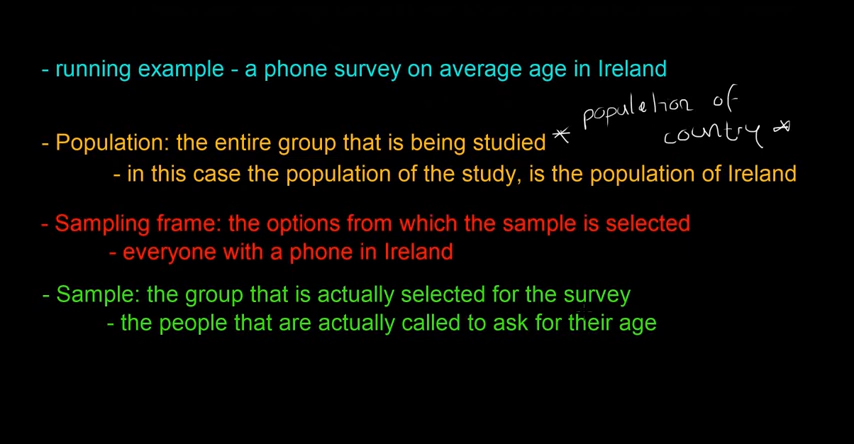 - running example - a phone survey on average age in Ireland
* population of
country *
- Population: the entire group that is being studied
- in this case the population of the study, is the population of Ireland
- Sampling frame: the options from which the sample is selected
- everyone with a phone in Ireland
- Sample: the group that is actually selected for the survey
- the people that are actually called to ask for their age